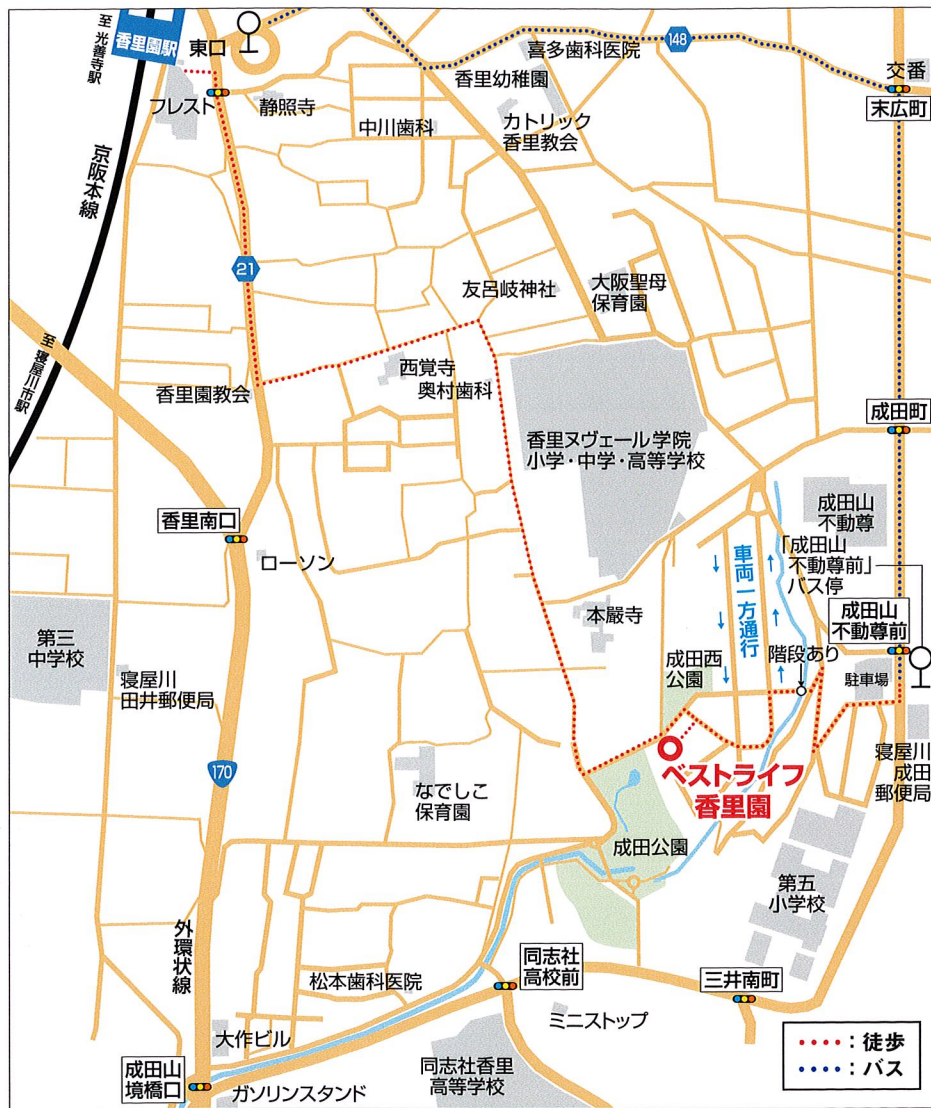 至 光善寺駅
香里園駅
東口
喜多歯科医院
148
香里幼稚園
交番
フレスト
静照寺
中川歯科
カトリック
香里教会
末広町
京阪本線
21
友呂岐神社
大阪聖母
保育園
至 寝屋川市駅
香里園教会
西覚寺
奥村歯科
成田町
香里ヌヴェール学院
小学・中学・高等学校
成田山
不動尊
香里南口
ローソン
車両一方通行
「成田山
不動尊前」
バス停
本厳寺
成田山
不動尊前
第三
中学校
成田西
公園
階段あり
駐車場
寝屋川
田井郵便局
170
ベストライフ
香里園
寝屋川
成田
郵便局
なでしこ
保育園
成田公園
第五
小学校
外環状線
松本歯科医院
同志社
高校前
三井南町
ミニストップ
大作ビル
成田山
境橋口
ガソリンスタンド
同志社香里
高等学校
：徒歩
：バス